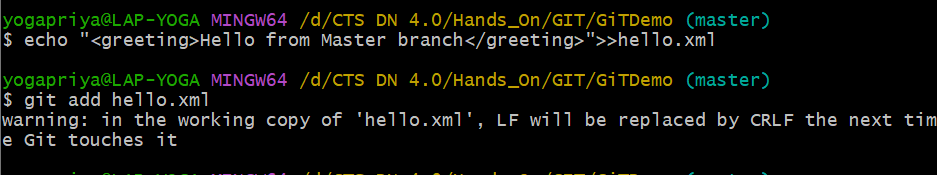 yogapriya@LAP-YOGA MINGW64 /d/CTS DN 4.0/Hands_On/GIT/GiTDemo (master)
$ echo "<greeting>Hello from Master branch</greeting>">>hello.xml
yogapriya@LAP-YOGA MINGW64 /d/CTS DN 4.0/Hands_On/GIT/GiTDemo (master)
$ git add hello.xml
warning: in the working copy of 'hello.xml', LF will be replaced by CRLF the next tim
e Git touches it